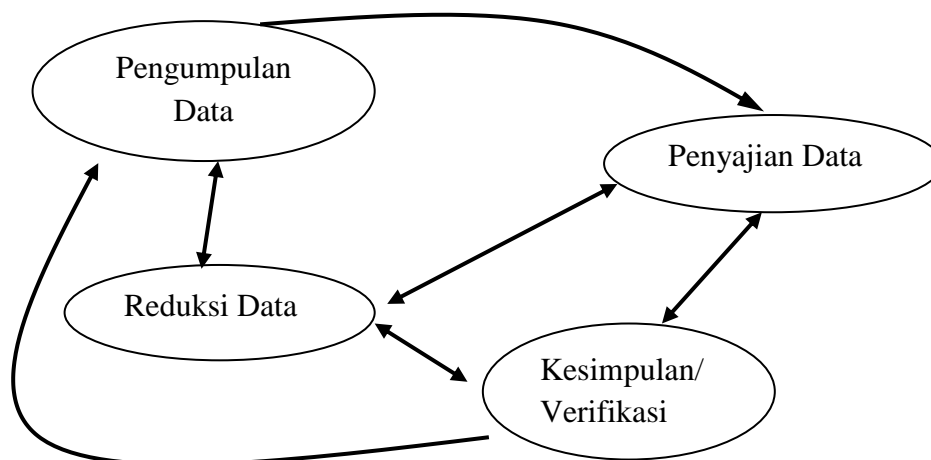 Pengumpulan
Data
Penyajian Data
Reduksi Data
Kesimpulan/
Verifikasi